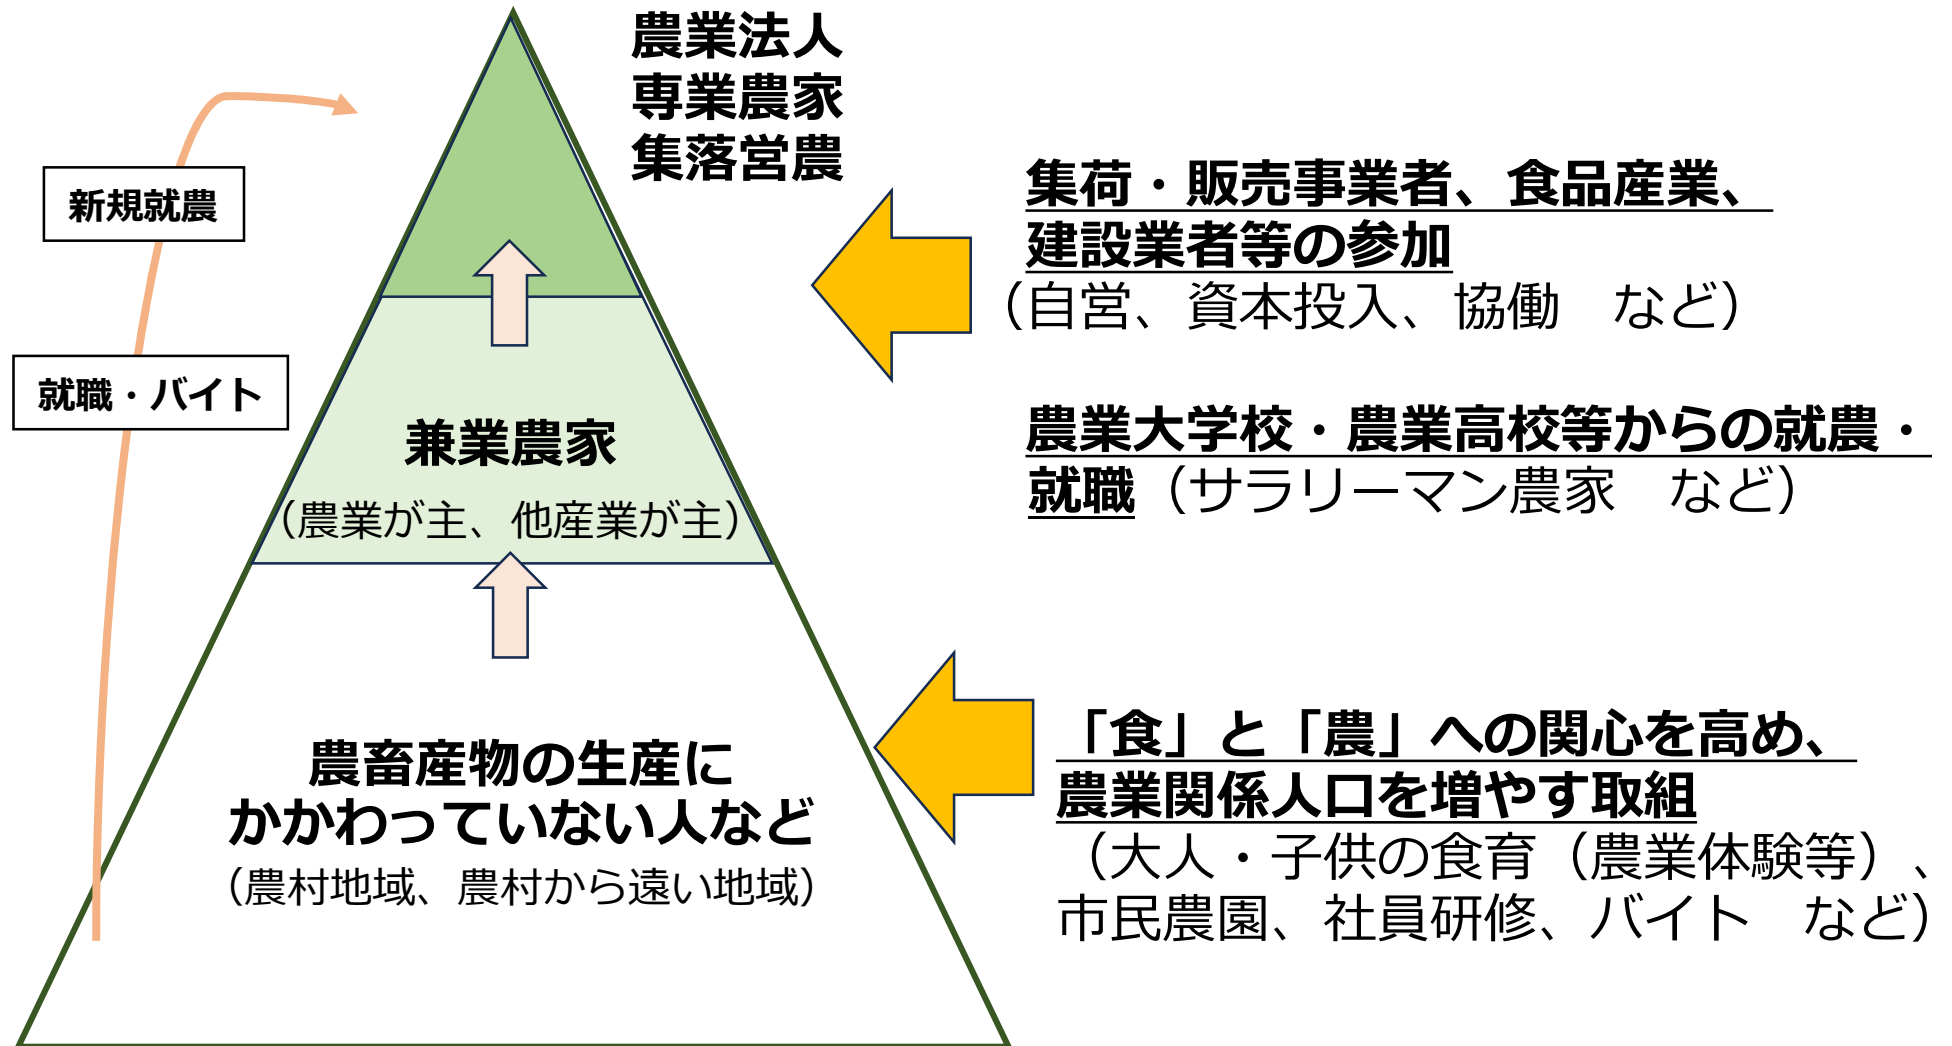 農業法人
専業農家
集落営農
新規就農
就職・バイト
兼業農家
（農業が主、他産業が主）
農畜産物の生産に
かかわっていない人など
（農村地域、農村から遠い地域）
集荷・販売事業者、食品産業、
建設業者等の参加
（自営、資本投入、協働　など）
農業大学校・農業高校等からの就農・
就職（サラリーマン農家　など）
「食」と「農」への関心を高め、
農業関係人口を増やす取組
（大人・子供の食育（農業体験等）、
市民農園、社員研修、バイト　など）